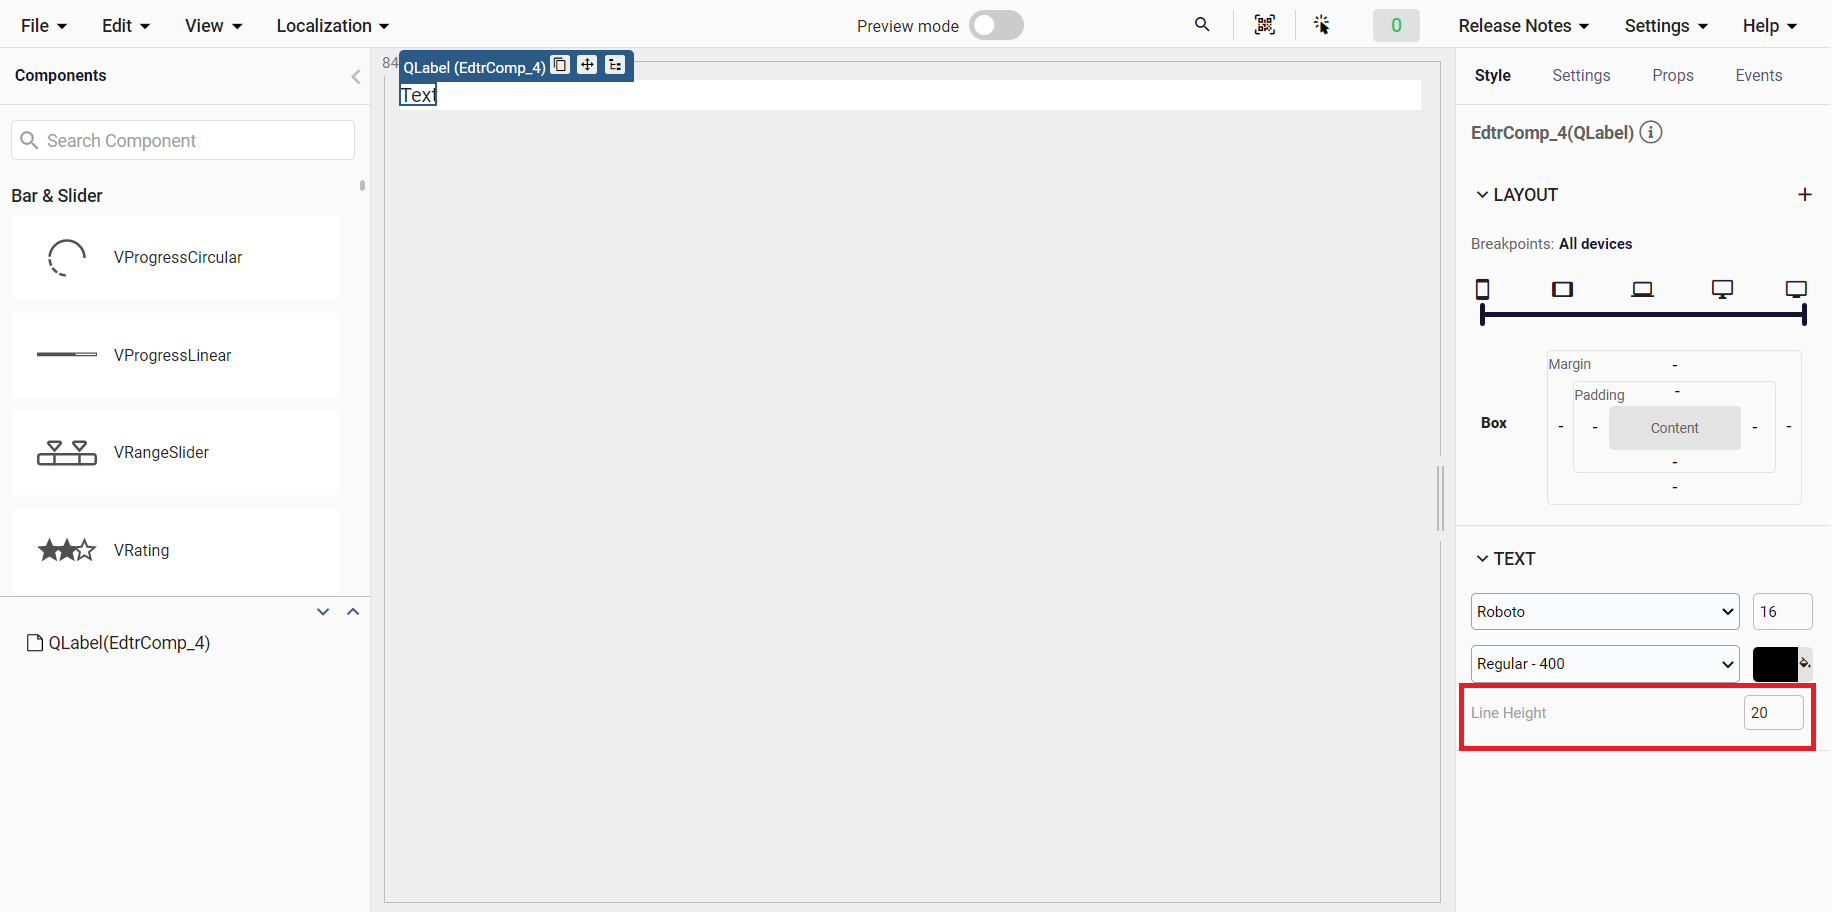 File Edit View Localization Preview mode 0 Release Notes Settings Help
Components
Search Component
Bar & Slider
VProgressCircular
VProgressLinear
VRangeSlider
VRating
QLabel(EdtrComp_4)
84
QLabel (EdtrComp_4)
Text
Style Settings Props Events
EdtrComp_4(QLabel)
LAYOUT
Breakpoints: All devices
Margin -
Padding -
Box - - Content - -
-
-
TEXT
Roboto 16
Regular - 400
Line Height 20